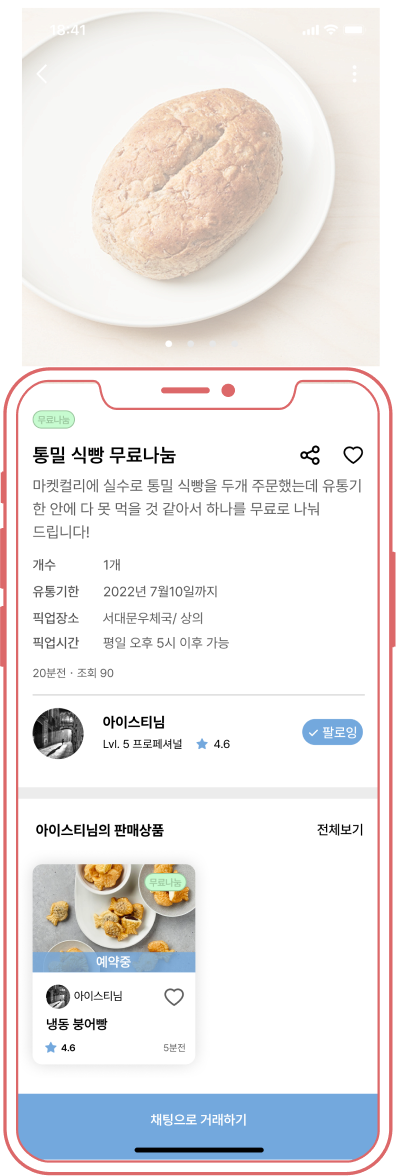 18:41
무료나눔
통밀 식빵 무료나눔
마켓컬리에 실수로 통밀 식빵을 두개 주문했는데 유통기
한 안에 다 못 먹을 것 같아서 하나를 무료로 나눠
드립니다!
개수 1개
유통기한 2022년 7월10일까지
픽업장소 서대문우체국/ 상의
픽업시간 평일 오후 5시 이후 가능
20분전 · 조회 90
아이스티님
Lvl. 5 프로페셔널 4.6
팔로잉
아이스티님의 판매상품 전체보기
무료나눔
예약중
아이스티님
냉동 붕어빵
4.6 5분전
채팅으로 거래하기